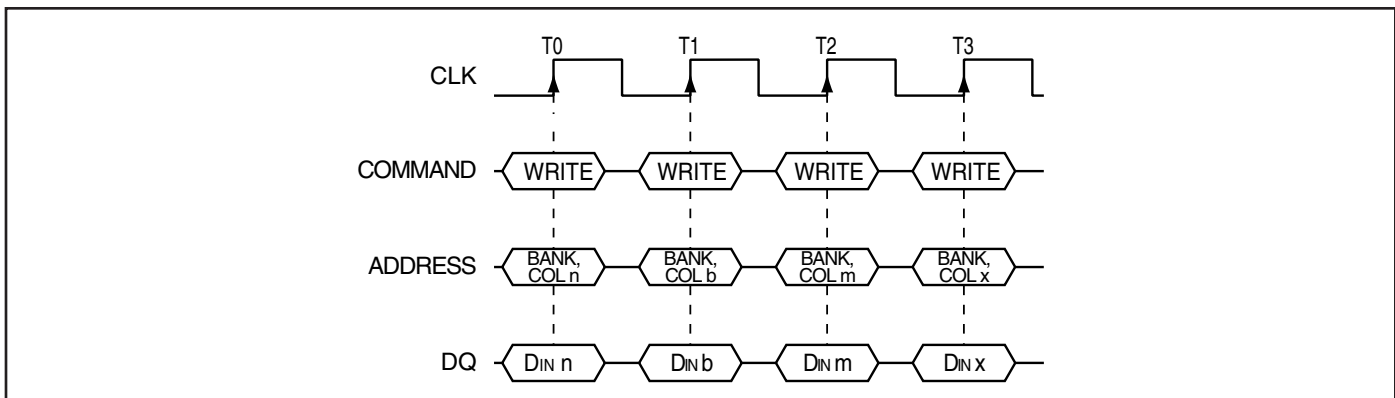 T0 T1 T2 T3
CLK
COMMAND WRITE WRITE WRITE WRITE
ADDRESS BANK, COL n BANK, COL b BANK, COL m BANK, COL x
DQ DIN n DIN b DIN m DIN x